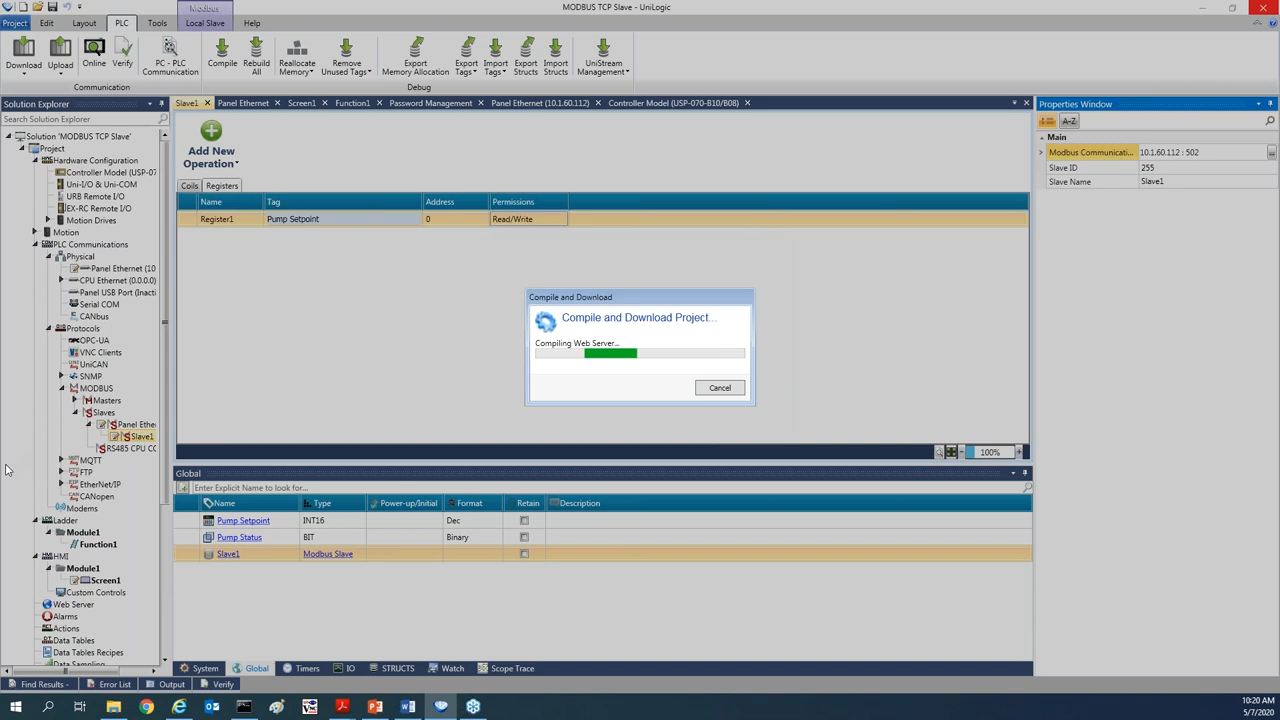 Modbus
MODBUS TCP Slave - UniLogic
Project Edit Layout PLC Tools Local Slave Help
Download Upload Online Verify PC - PLC Communication Compile Rebuild All Reallocate Memory Remove Unused Tags Export Memory Allocation Export Tags Import Tags Export Structs Import Structs UniStream Management
Communication Debug
Solution Explorer
Search Solution Explorer
Solution 'MODBUS TCP Slave'
Project
Hardware Configuration
Controller Model (USP-07
Uni-I/O & Uni-COM
URB Remote I/O
EX-RC Remote I/O
Motion Drives
Motion
PLC Communications
Physical
Panel Ethernet (10
CPU Ethernet (0.0.0.0)
Panel USB Port (Inacti
Serial COM
CANbus
Protocols
OPC-UA
VNC Clients
UniCAN
SNMP
MODBUS
Masters
Slaves
Panel Ethe
Slave1
RS485 CPU CO
MQTT
FTP
EtherNet/IP
CANopen
Modems
Ladder
Module1
Function1
HMI
Module1
Screen1
Custom Controls
Web Server
Alarms
Actions
Data Tables
Data Tables Recipes
Data Sampling
Slave1 Panel Ethernet Screen1 Function1 Password Management Panel Ethernet (10.1.60.112) Controller Model (USP-070-B10/B08)
Add New
Operation
Coils Registers
Name Tag Address Permissions
Register1 Pump Setpoint 0 Read/Write
Compile and Download
Compile and Download Project...
Compiling Web Server...
Cancel
100%
Global
Enter Explicit Name to look for...
Name Type Power-up/Initial Format Retain Description
Pump Setpoint INT16 Dec
Pump Status BIT Binary
Slave1 Modbus Slave
System Global Timers IO STRUCTS Watch Scope Trace
Properties Window
A-Z
Main
Modbus Communicati... 10.1.60.112 : 502
Slave ID 255
Slave Name Slave1
Find Results - Error List Output Verify
10:20 AM
5/7/2020